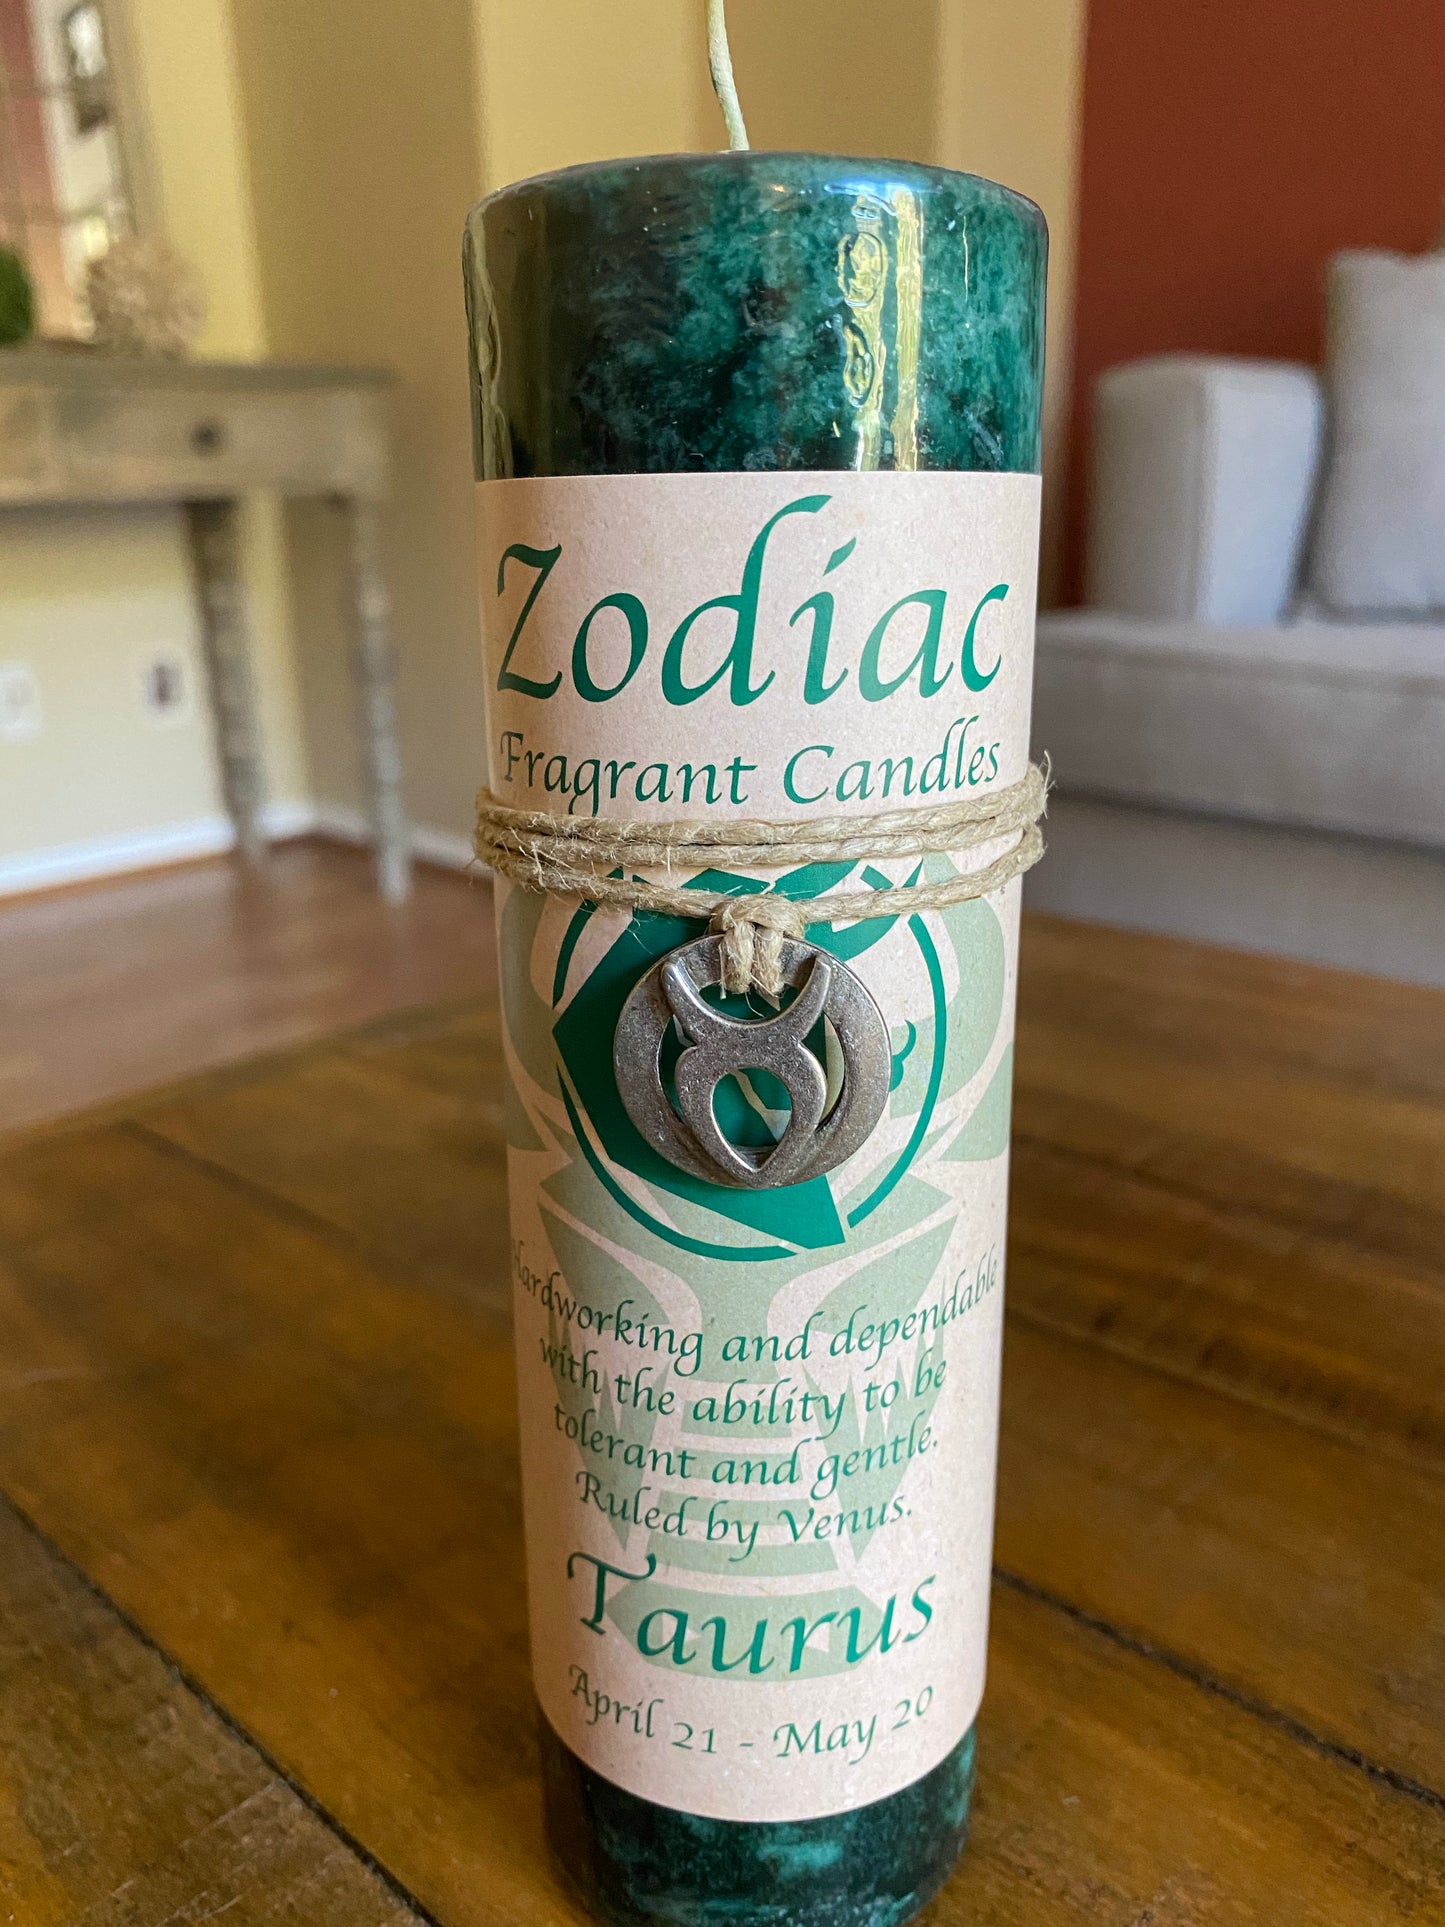 Zodiac
Fragrant Candles
Hardworking and dependable
with the ability to be
tolerant and gentle.
Ruled by Venus.
Taurus
April 21 - May 20